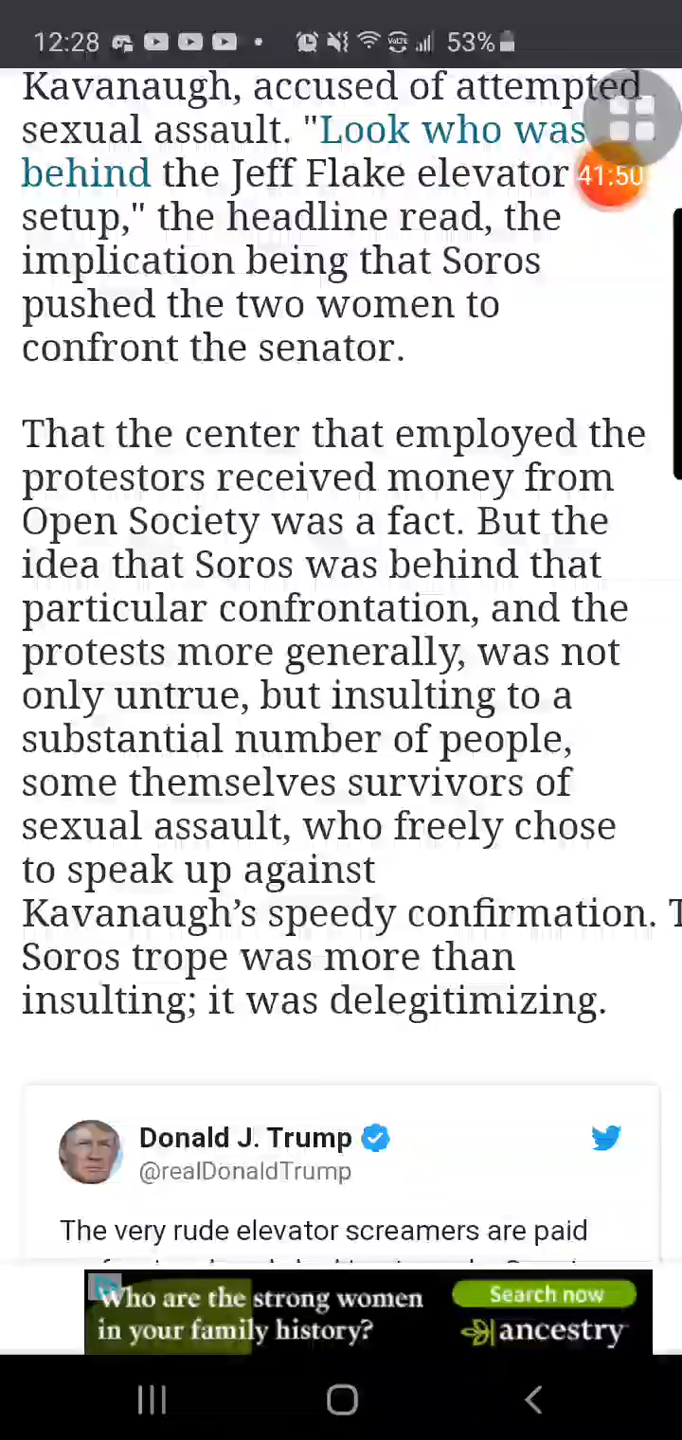 12:28
53%
Kavanaugh, accused of attempted
sexual assault. "Look who was
behind the Jeff Flake elevator
41:50
setup," the headline read, the
implication being that Soros
pushed the two women to
confront the senator.
That the center that employed the
protestors received money from
Open Society was a fact. But the
idea that Soros was behind that
particular confrontation, and the
protests more generally, was not
only untrue, but insulting to a
substantial number of people,
some themselves survivors of
sexual assault, who freely chose
to speak up against
Kavanaugh’s speedy confirmation. T
Soros trope was more than
insulting; it was delegitimizing.
Donald J. Trump
@realDonaldTrump
The very rude elevator screamers are paid
Who are the strong women
in your family history?
Search now
ancestry